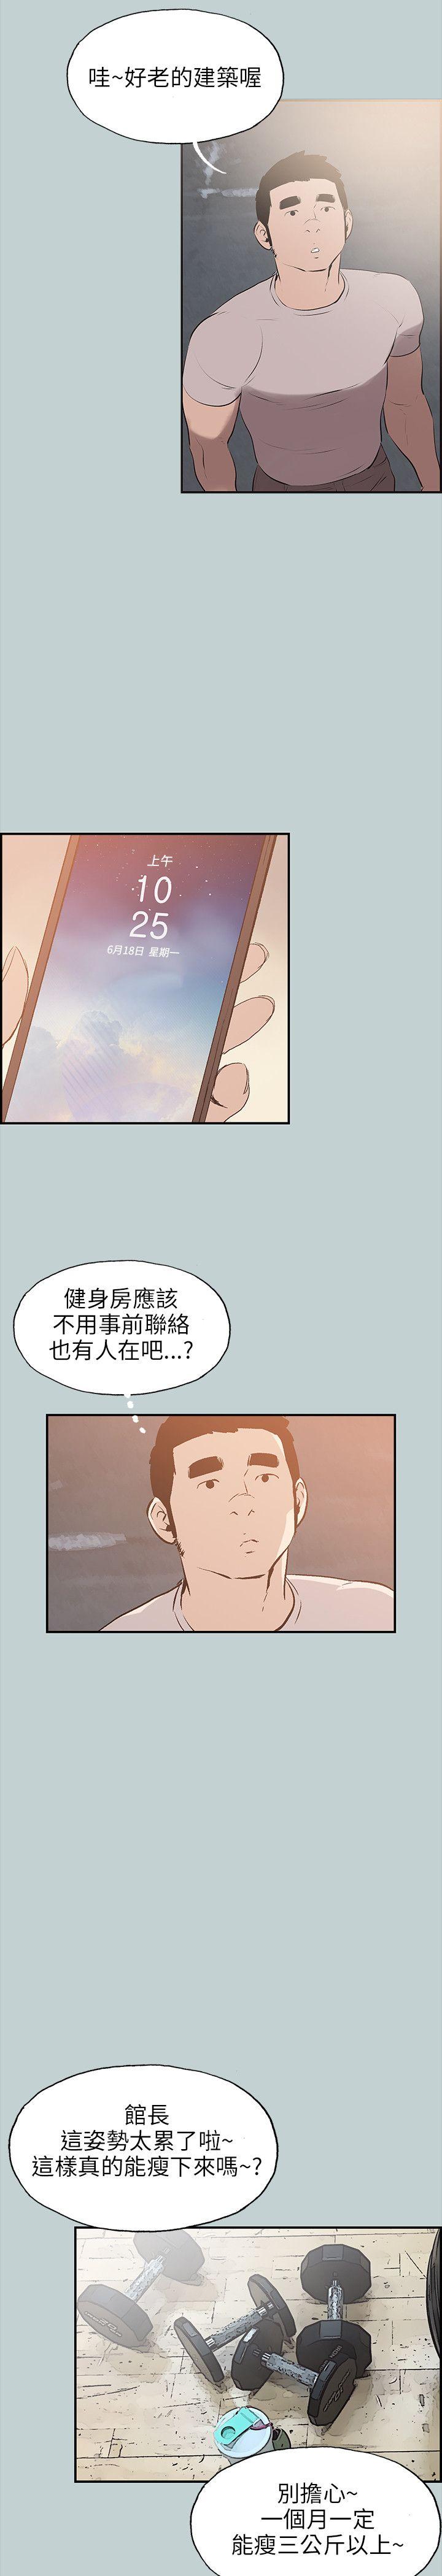 哇~好老的建築喔
上午
10
25
6月18日 星期一
健身房應該
不用事前聯絡
也有人在吧...?
館長
這姿勢太累了啦~
這樣真的能瘦下來嗎~?
別擔心~
一個月一定
能瘦三公斤以上~